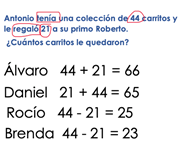 Antonio tenía una colección de 44 carritos y
le regaló 21 a su primo Roberto.
¿Cuántos carritos le quedaron?
Álvaro 44 + 21 = 66
Daniel 21 + 44 = 65
Rocío 44 - 21 = 25
Brenda 44 - 21 = 23